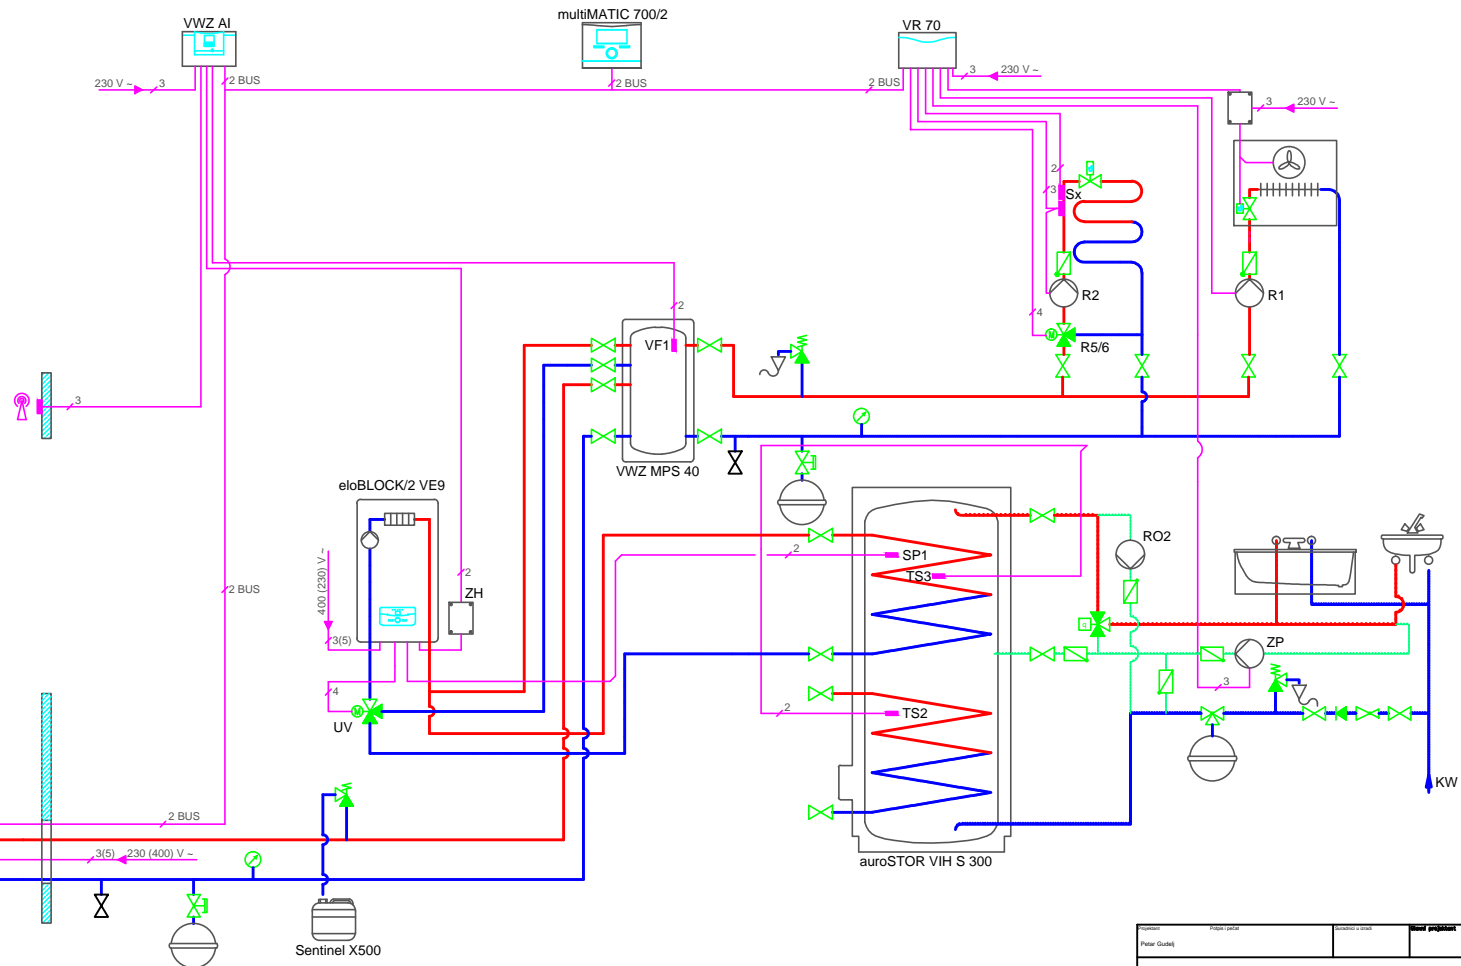 multiMATIC 700/2
VWZ AI
VR 70
230 V ~
3
2 BUS
2 BUS
2 BUS
3
230 V ~
3
230 V ~
2
3
Sx
R2
R1
4
R5/6
2
VF1
3
VWZ MPS 40
eloBLOCK/2 VE9
400 (230) V ~
3(5)
2
ZH
2 BUS
4
UV
2
SP1
TS3
RO2
2
TS2
ZP
3
KW
2 BUS
3(5)
230 (400) V ~
auroSTOR VIH S 300
Sentinel X500
Projektant
Potpis i pečat
Suradnici u izradi
Glavni projektant
Petar Gudelj